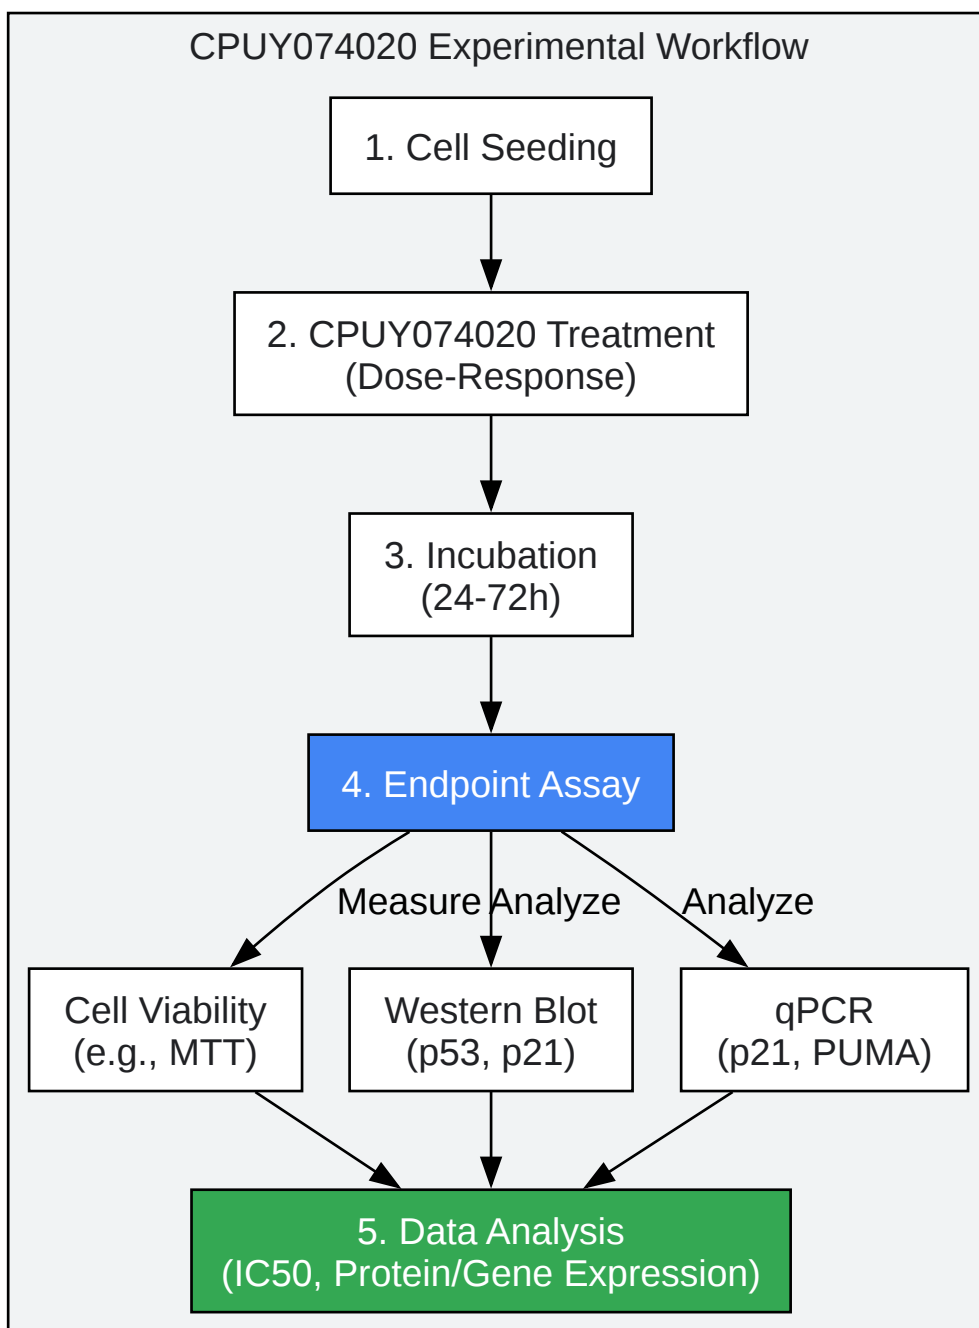 CPUY074020 Experimental Workflow
1. Cell Seeding
2. CPUY074020 Treatment
(Dose-Response)
3. Incubation
(24-72h)
4. Endpoint Assay
Measure
Analyze
Analyze
Cell Viability
(e.g., MTT)
Western Blot
(p53, p21)
qPCR
(p21, PUMA)
5. Data Analysis
(IC50, Protein/Gene Expression)